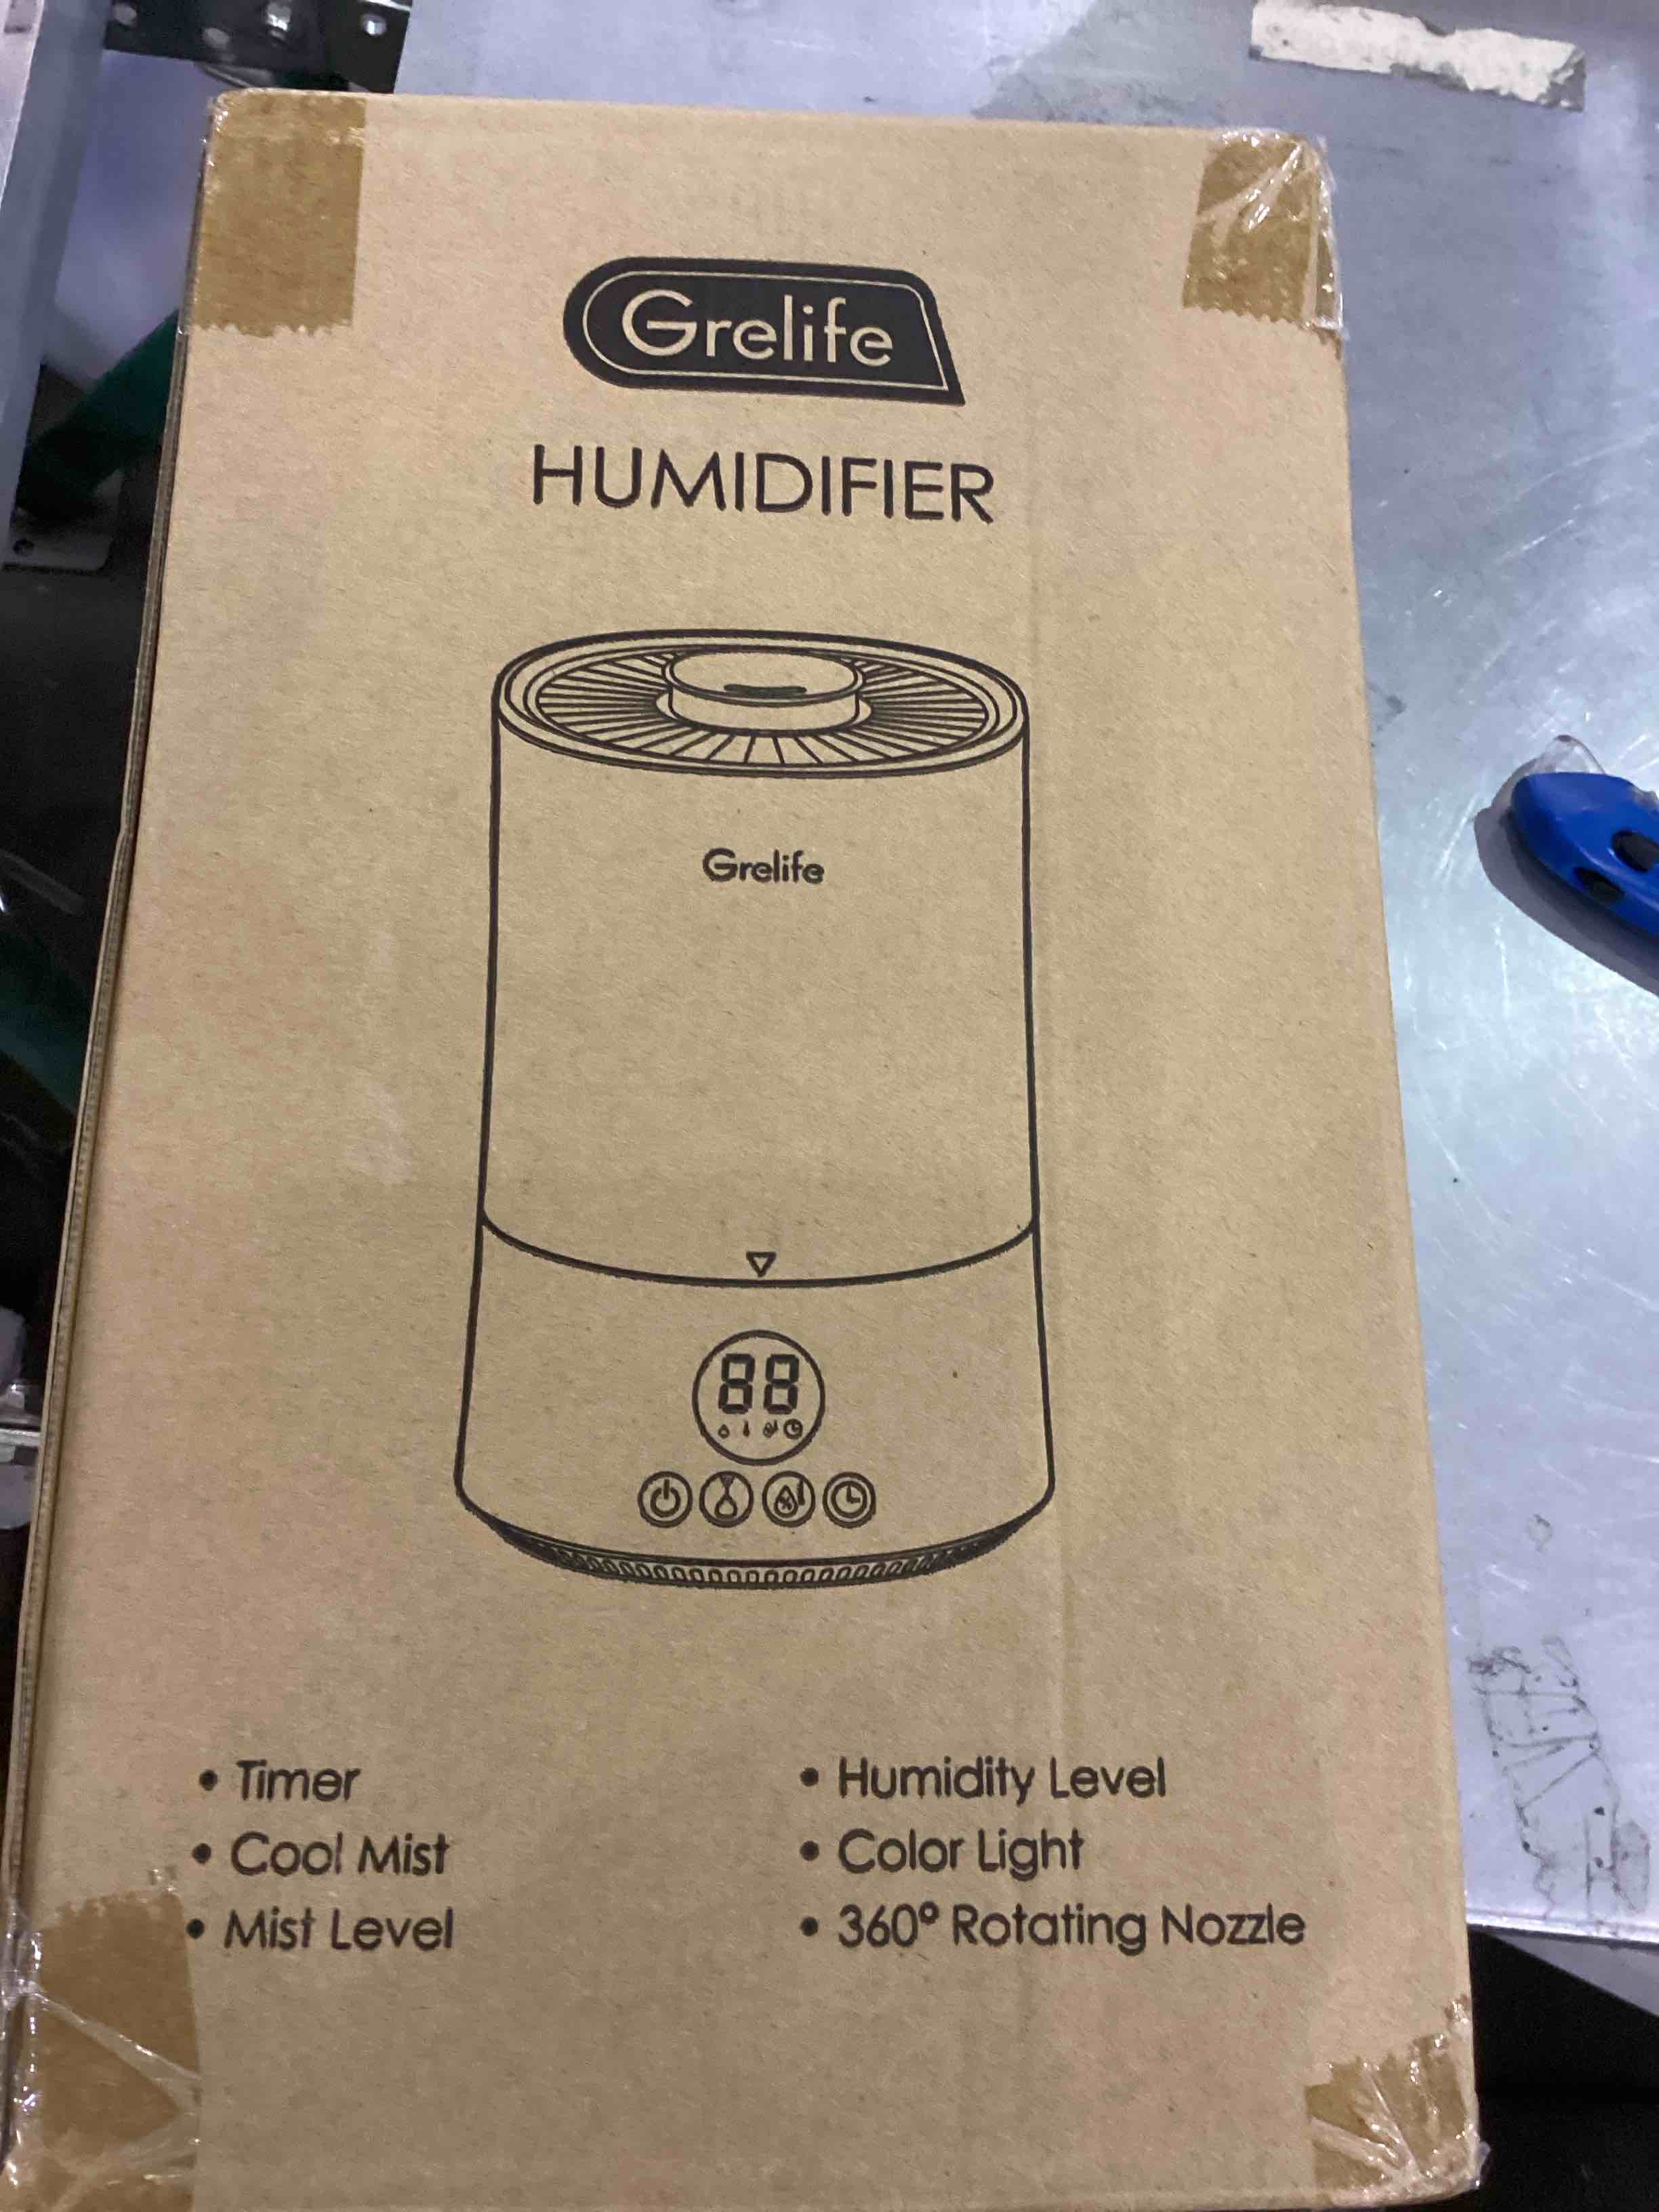 Grelife
HUMIDIFIER
Grelife
88
• Timer
• Cool Mist
• Mist Level
• Humidity Level
• Color Light
• 360° Rotating Nozzle